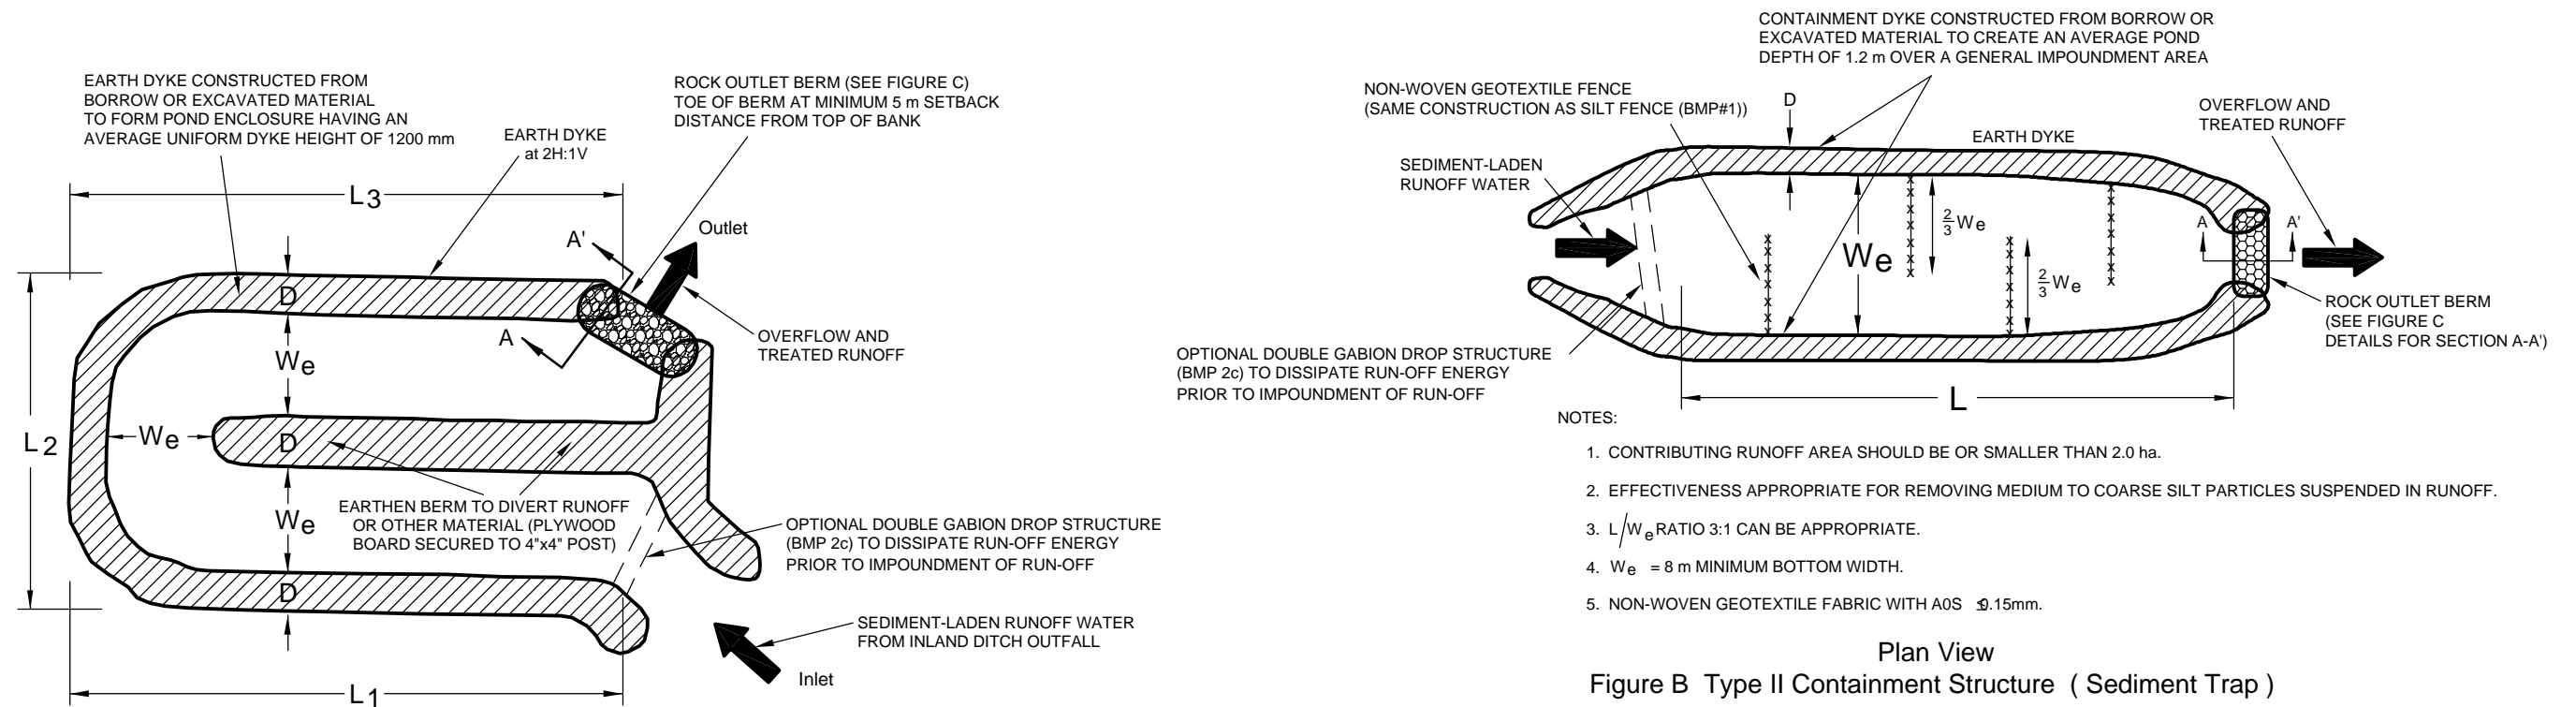 EARTH DYKE CONSTRUCTED FROM
BORROW OR EXCAVATED MATERIAL
TO FORM POND ENCLOSURE HAVING AN
AVERAGE UNIFORM DYKE HEIGHT OF 1200 mm
EARTH DYKE
at 2H:1V
ROCK OUTLET BERM (SEE FIGURE C)
TOE OF BERM AT MINIMUM 5 m SETBACK
DISTANCE FROM TOP OF BANK
L3
A'
Outlet
D
A
OVERFLOW AND
TREATED RUNOFF
We
L2
We
D
EARTHEN BERM TO DIVERT RUNOFF
OR OTHER MATERIAL (PLYWOOD
BOARD SECURED TO 4"x4" POST)
We
OPTIONAL DOUBLE GABION DROP STRUCTURE
(BMP 2c) TO DISSIPATE RUN-OFF ENERGY
PRIOR TO IMPOUNDMENT OF RUN-OFF
D
SEDIMENT-LADEN RUNOFF WATER
FROM INLAND DITCH OUTFALL
Inlet
L1
CONTAINMENT DYKE CONSTRUCTED FROM BORROW OR
EXCAVATED MATERIAL TO CREATE AN AVERAGE POND
DEPTH OF 1.2 m OVER A GENERAL IMPOUNDMENT AREA
NON-WOVEN GEOTEXTILE FENCE
(SAME CONSTRUCTION AS SILT FENCE (BMP#1))
D
OVERFLOW AND
TREATED RUNOFF
EARTH DYKE
SEDIMENT-LADEN
RUNOFF WATER
2/3 We
A
A'
We
2/3 We
ROCK OUTLET BERM
(SEE FIGURE C
DETAILS FOR SECTION A-A')
OPTIONAL DOUBLE GABION DROP STRUCTURE
(BMP 2c) TO DISSIPATE RUN-OFF ENERGY
PRIOR TO IMPOUNDMENT OF RUN-OFF
L
NOTES:
1. CONTRIBUTING RUNOFF AREA SHOULD BE OR SMALLER THAN 2.0 ha.
2. EFFECTIVENESS APPROPRIATE FOR REMOVING MEDIUM TO COARSE SILT PARTICLES SUSPENDED IN RUNOFF.
3. L/We RATIO 3:1 CAN BE APPROPRIATE.
4. We = 8 m MINIMUM BOTTOM WIDTH.
5. NON-WOVEN GEOTEXTILE FABRIC WITH A0S ≤0.15mm.
Plan View
Figure B Type II Containment Structure ( Sediment Trap )